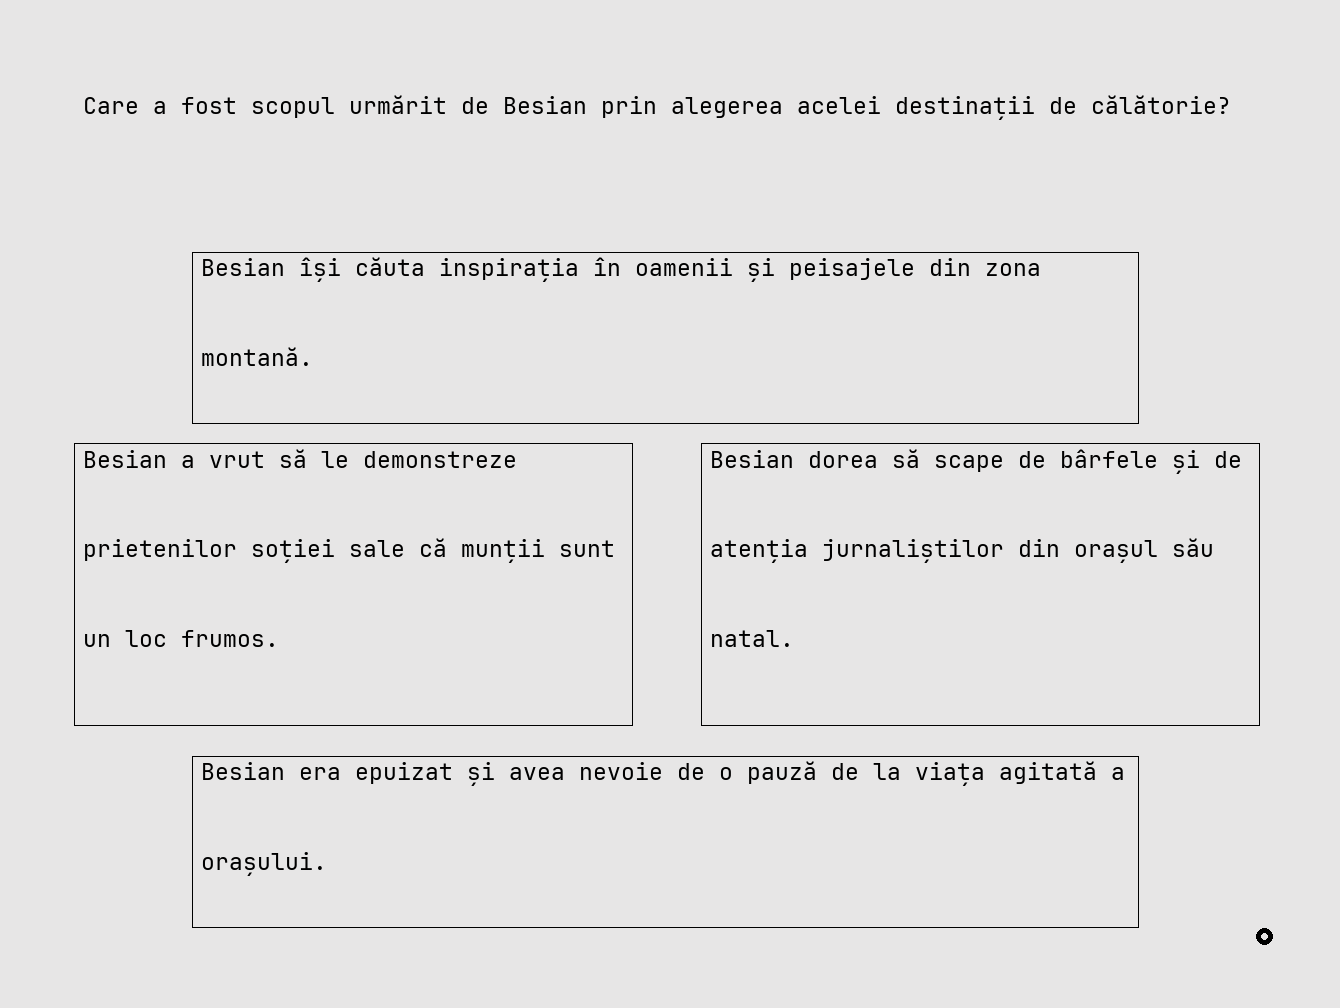 Care a fost scopul urmărit de Besian prin alegerea acelei destinații de călătorie?
Besian își căuta inspirația în oamenii și peisajele din zona
montană.
Besian a vrut să le demonstreze
prietenilor soției sale că munții sunt
un loc frumos.
Besian dorea să scape de bârfele și de
atenția jurnaliștilor din orașul său
natal.
Besian era epuizat și avea nevoie de o pauză de la viața agitată a
orașului.